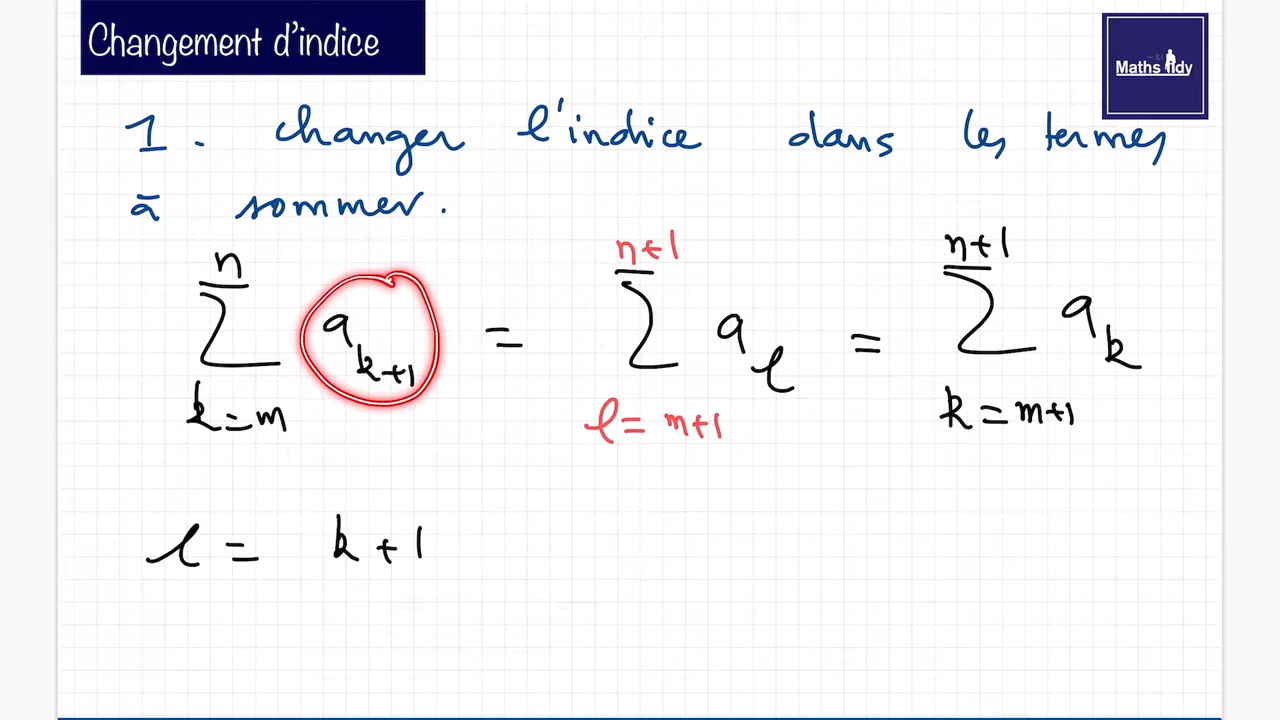 Changement d'indice
Maths dy
1. changer l'indice dans les termes
à sommer.
n n+1 n+1
∑ a_{k+1} = ∑ a_ℓ = ∑ a_k
k=m ℓ=m+1 k=m+1
ℓ = k+1